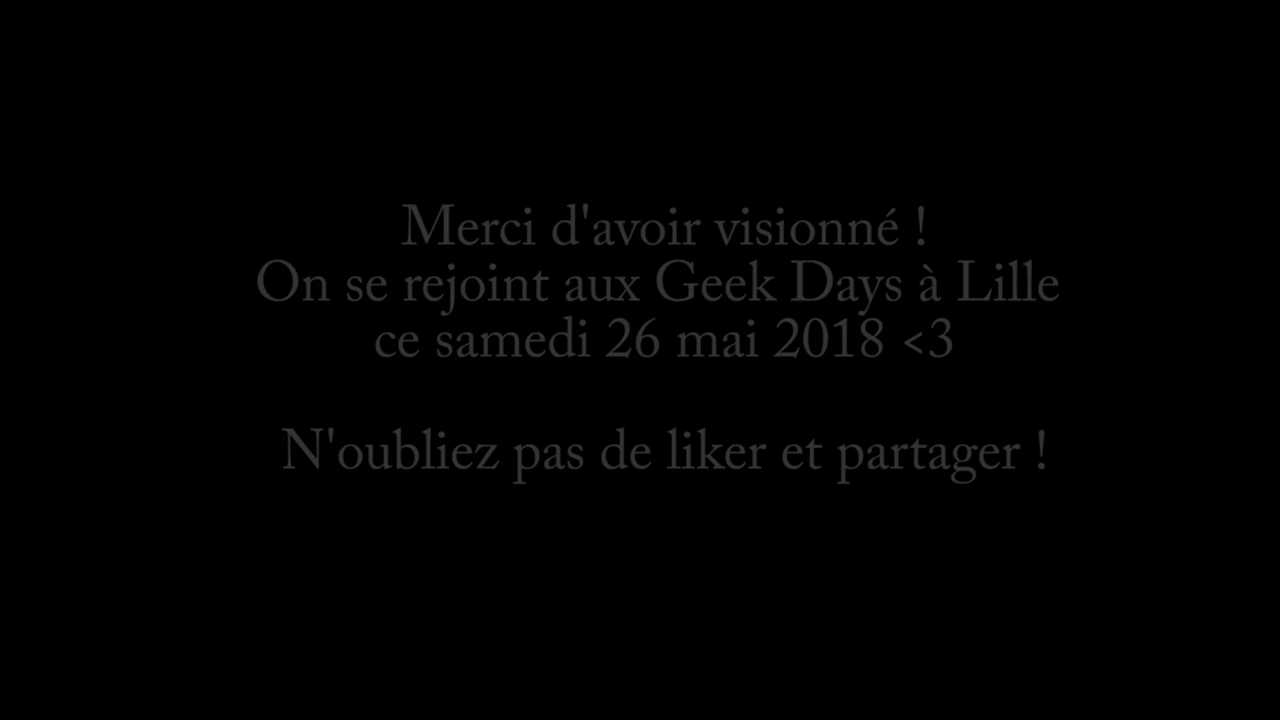 Merci d'avoir visionné !
On se rejoint aux Geek Days à Lille
ce samedi 26 mai 2018 <3
N'oubliez pas de liker et partager !